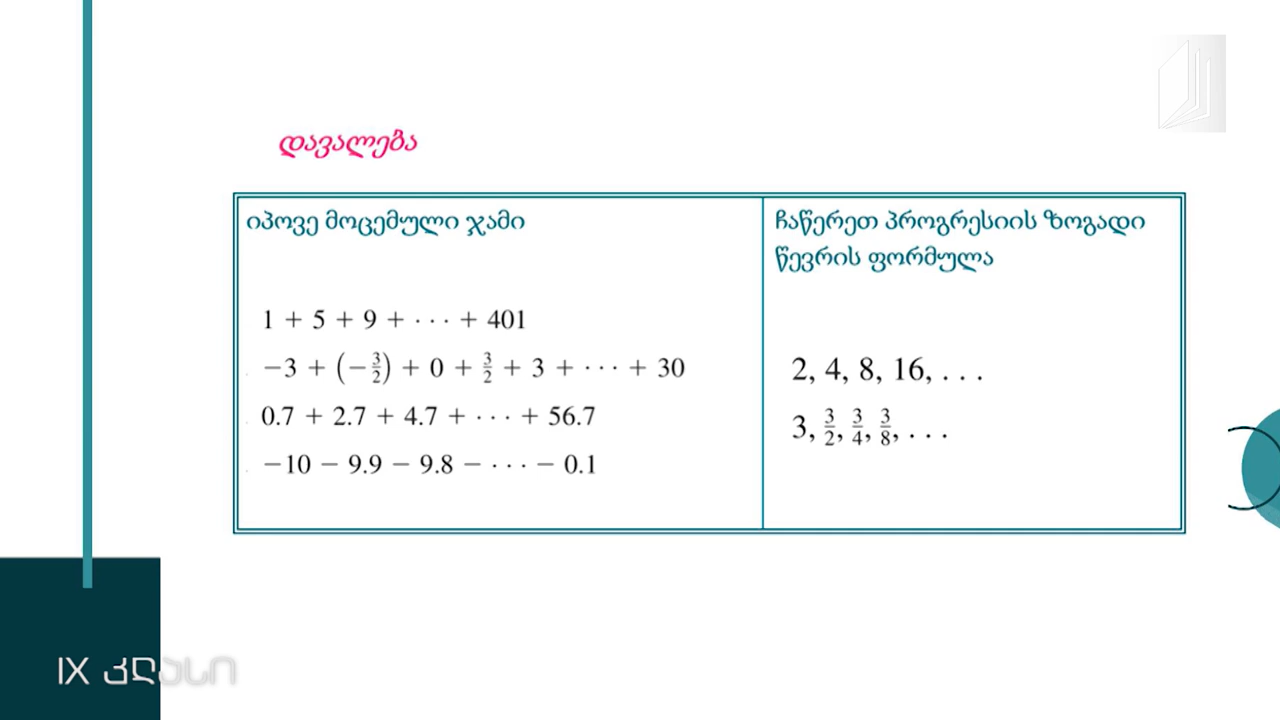 დავალება
იპოვე მოცემული ჯამი
1 + 5 + 9 + · · · + 401
−3 + (−3/2) + 0 + 3/2 + 3 + · · · + 30
0.7 + 2.7 + 4.7 + · · · + 56.7
−10 − 9.9 − 9.8 − · · · − 0.1
ჩაწერეთ პროგრესიის ზოგადი
წევრის ფორმულა
2, 4, 8, 16, . . .
3, 3/2, 3/4, 3/8, . . .
IX კლასი